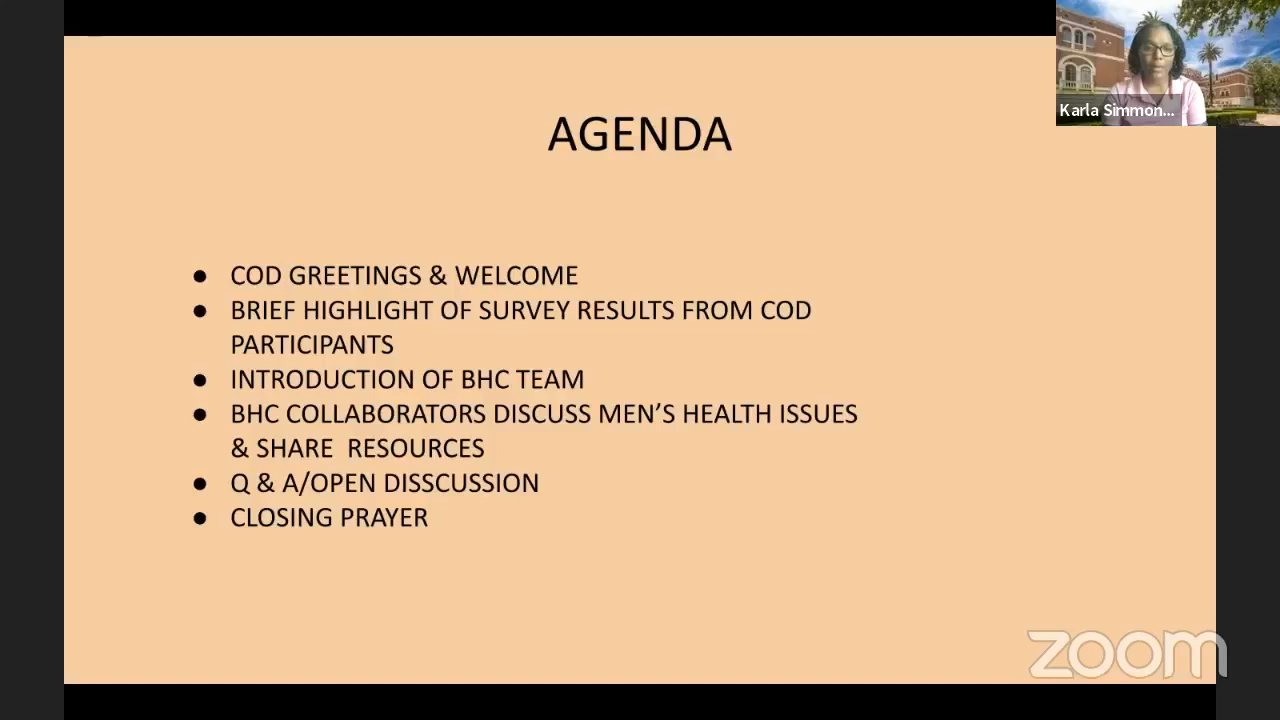 Karla Simmon...
AGENDA
● COD GREETINGS & WELCOME
● BRIEF HIGHLIGHT OF SURVEY RESULTS FROM COD
PARTICIPANTS
● INTRODUCTION OF BHC TEAM
● BHC COLLABORATORS DISCUSS MEN’S HEALTH ISSUES
& SHARE RESOURCES
● Q & A/OPEN DISSCUSSION
● CLOSING PRAYER
zoom